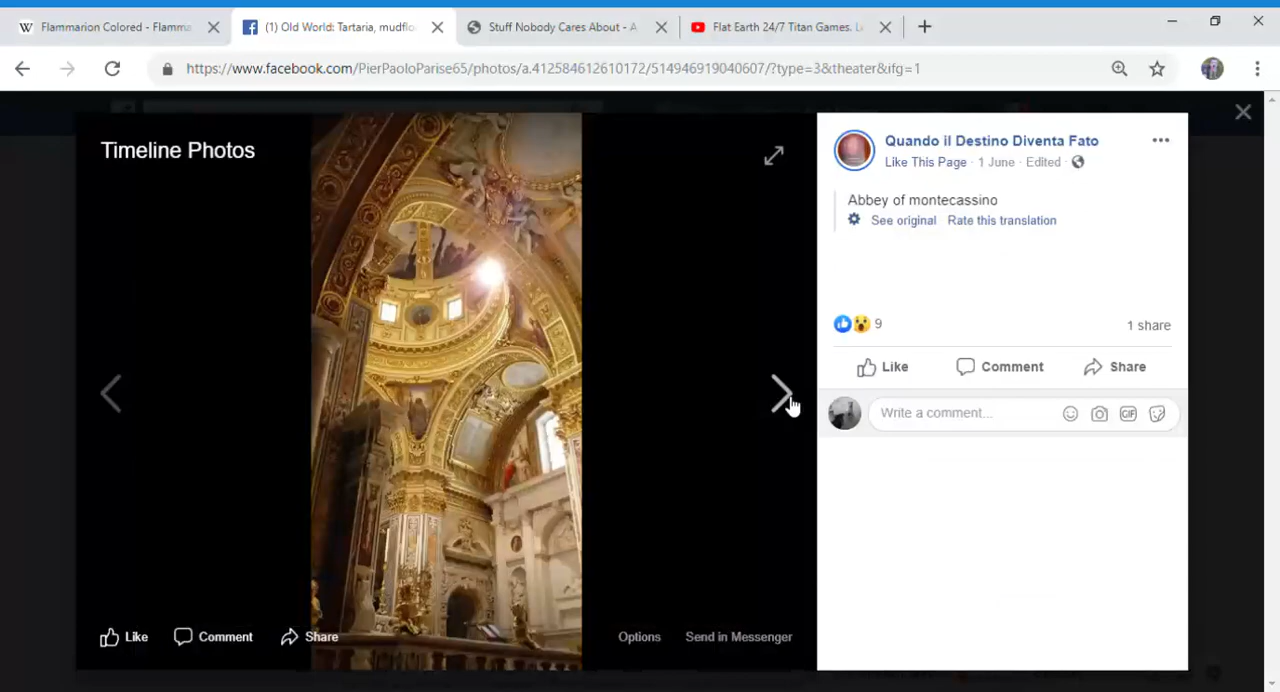 Flammarion Colored - Flamma
(1) Old World: Tartaria, mudflo
Stuff Nobody Cares About - A
Flat Earth 24/7 Titan Games. L
https://www.facebook.com/PierPaoloParise65/photos/a.412584612610172/514946919040607/?type=3&theater&ifg=1
Timeline Photos
Quando il Destino Diventa Fato
Like This Page · 1 June · Edited ·
Abbey of montecassino
See original Rate this translation
9
1 share
Like Comment Share
Write a comment...
GIF
Like Comment Share
Options Send in Messenger